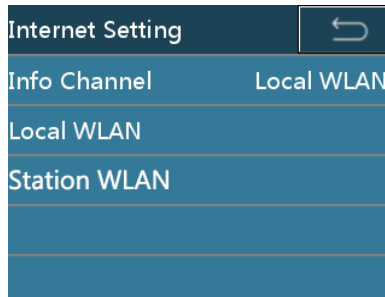 Internet Setting
Info Channel Local WLAN
Local WLAN
Station WLAN